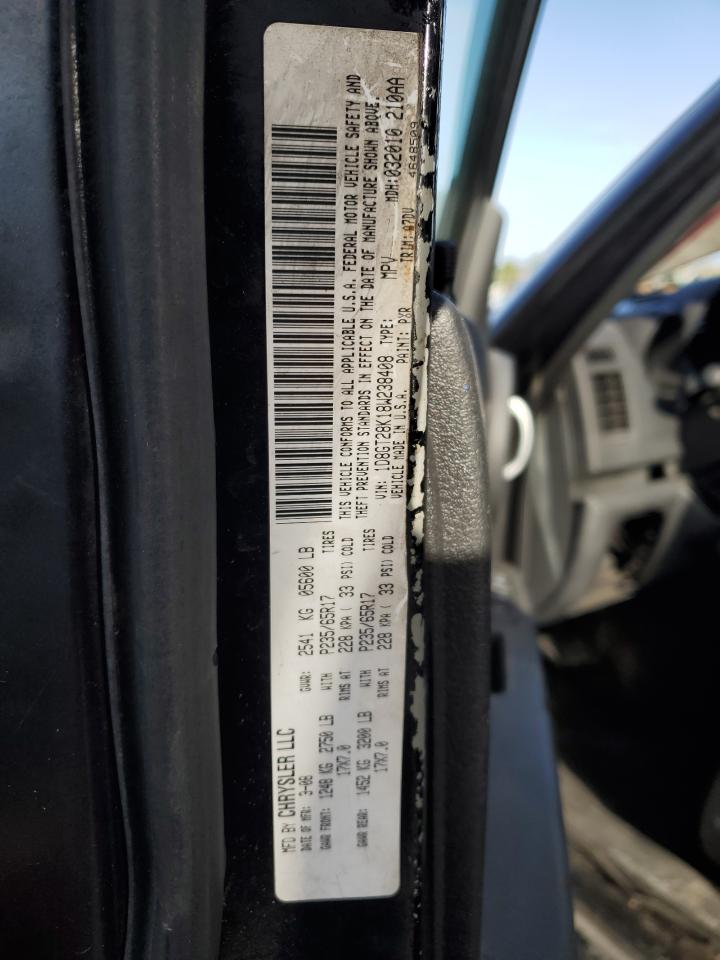 MFD BY CHRYSLER LLC
DATE OF MFR: 3-08 GVWR: 2541 KG 05600 LB
GAWR FRONT: 1248 KG 2750 LB WITH P235/65R17 TIRES
17X7.0 RIMS AT 228 KPA ( 33 PSI) COLD
GAWR REAR: 1452 KG 3200 LB WITH P235/65R17 TIRES
17X7.0 RIMS AT 228 KPA ( 33 PSI) COLD
THIS VEHICLE CONFORMS TO ALL APPLICABLE U.S.A. FEDERAL MOTOR VEHICLE SAFETY AND
THEFT PREVENTION STANDARDS IN EFFECT ON THE DATE OF MANUFACTURE SHOWN ABOVE.
VIN: 1D8GT28K18W238408 TYPE: MPV MDH:032010 210AA
VEHICLE MADE IN U.S.A. PAINT: PXR TRIM:A7DV 4648509